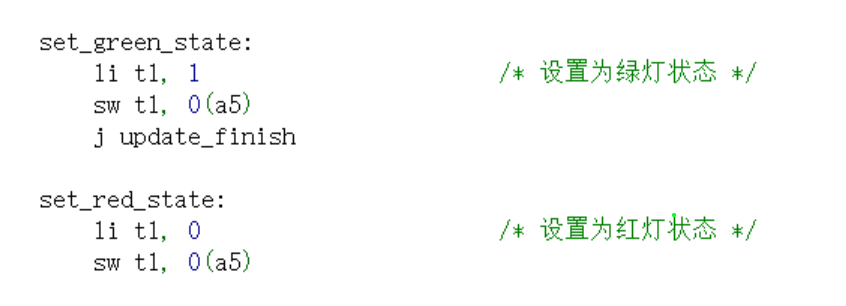 set_green_state:
li t1, 1 /* 设置为绿灯状态 */
sw t1, 0(a5)
j update_finish
set_red_state:
li t1, 0 /* 设置为红灯状态 */
sw t1, 0(a5)